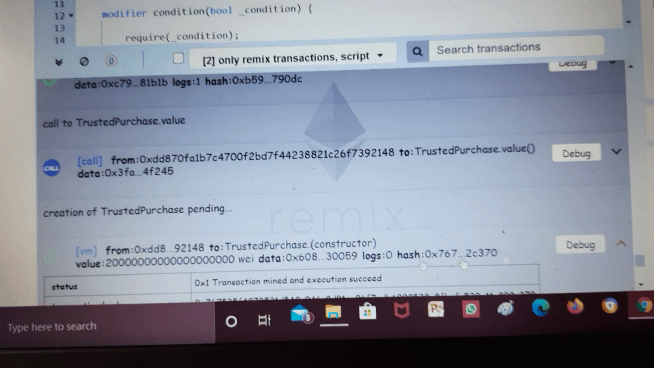 11
12 modifier condition(bool _condition) {
13
14 require(_condition);
0 [2] only remix transactions, script Search transactions
data:0xc79...81b1b logs:1 hash:0xb59...790dc Debug
call to TrustedPurchase.value
CALL [call] from:0xdd870fa1b7c4700f2bd7f44238821c26f7392148 to:TrustedPurchase.value() Debug
data:0x3fa...4f245
creation of TrustedPurchase pending...
remix
[vm] from:0xdd8...92148 to:TrustedPurchase.(constructor) Debug
value:20000000000000000000 wei data:0x608...30059 logs:0 hash:0x767...2c370
status 0x1 Transaction mined and execution succeed
Type here to search